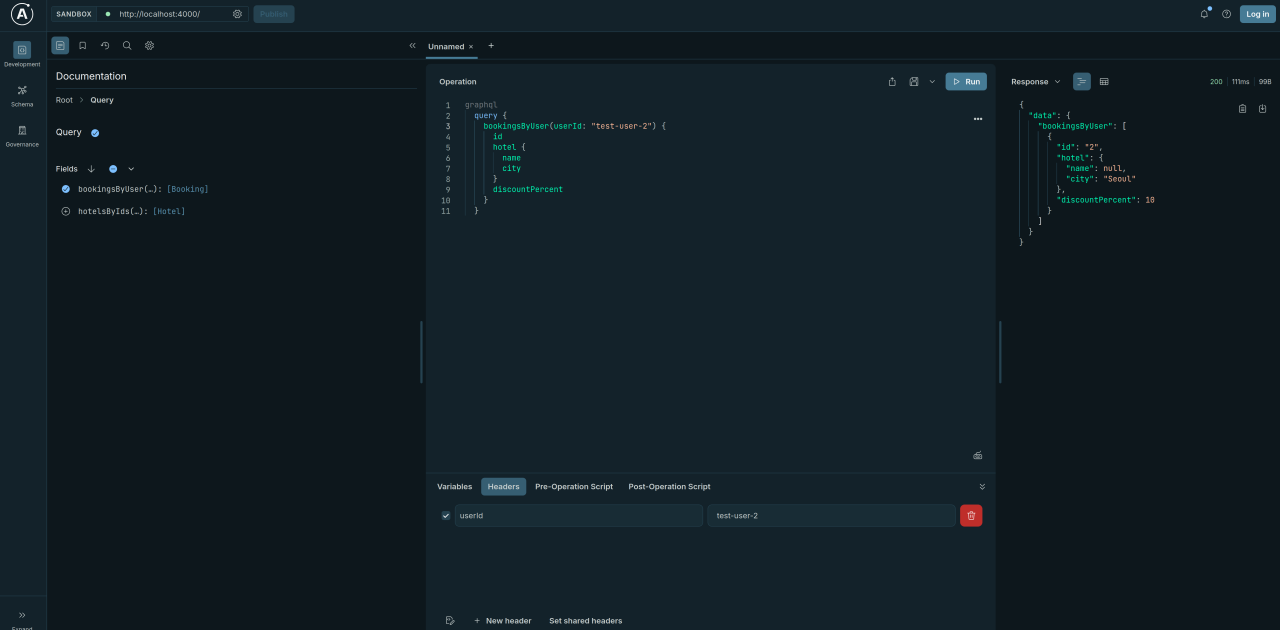 A
SANDBOX
http://localhost:4000/
Publish
Log in
Development
Schema
Governance
Expand
Documentation
Root > Query
Query
Fields
bookingsByUser(…): [Booking]
hotelsByIds(…): [Hotel]
Unnamed × +
Operation
Run
1 graphql
2 query {
3 bookingsByUser(userId: "test-user-2") {
4 id
5 hotel {
6 name
7 city
8 }
9 discountPercent
10 }
11 }
Variables Headers Pre-Operation Script Post-Operation Script
userId test-user-2
+ New header Set shared headers
Response
200 111ms 99B
{
"data": {
"bookingsByUser": [
{
"id": "2",
"hotel": {
"name": null,
"city": "Seoul"
},
"discountPercent": 10
}
]
}
}